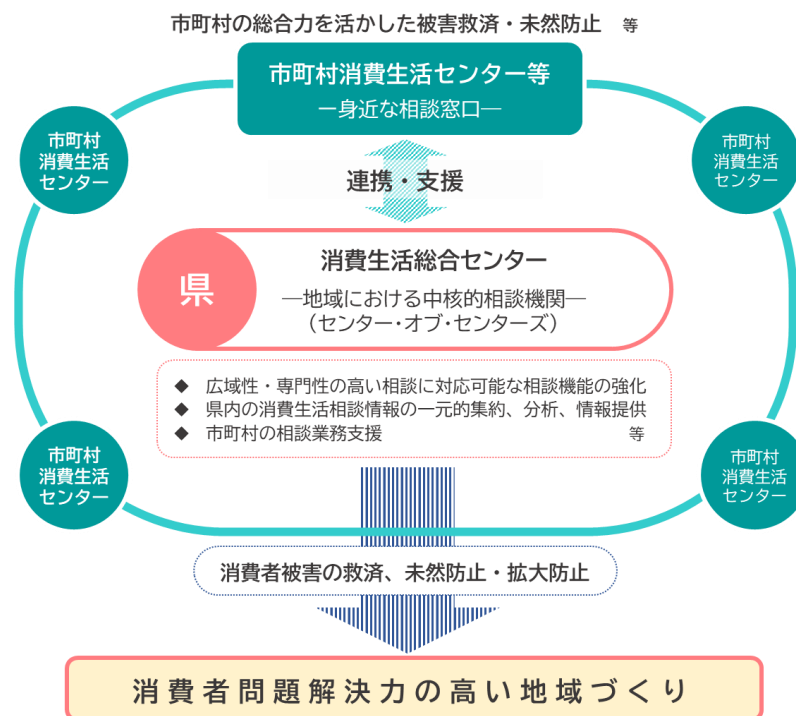 市町村の総合力を活かした被害救済・未然防止 等
市町村消費生活センター等
ー身近な相談窓口―
市町村
消費生活
センター
市町村
消費生活
センター
連携・支援
県
消費生活総合センター
―地域における中核的相談機関―
（センター・オブ・センターズ）
◆ 広域性・専門性の高い相談に対応可能な相談機能の強化
◆ 県内の消費生活相談情報の一元的集約、分析、情報提供
◆ 市町村の相談業務支援 等
市町村
消費生活
センター
市町村
消費生活
センター
消費者被害の救済、未然防止・拡大防止
消費者問題解決力の高い地域づくり